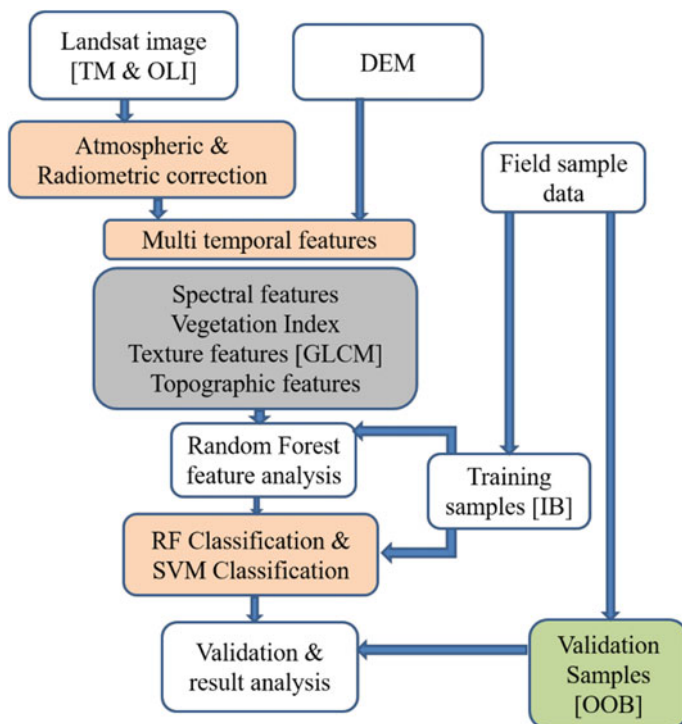 Landsat image
[TM & OLI]
DEM
Atmospheric &
Radiometric correction
Field sample
data
Multi temporal features
Spectral features
Vegetation Index
Texture features [GLCM]
Topographic features
Random Forest
feature analysis
Training
samples [IB]
RF Classification &
SVM Classification
Validation &
result analysis
Validation
Samples
[OOB]